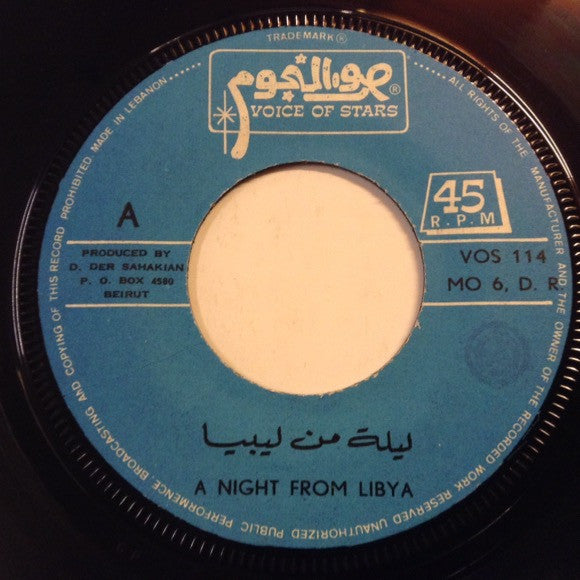 TRADEMARK®
صوت النجوم ®
VOICE OF STARS
A
45
R.P.M
PRODUCED BY
D. DER SAHAKIAN
P. O. BOX 4580
BEIRUT
VOS 114
MO 6, D. R
ليلة من ليبيا
A NIGHT FROM LIBYA
ALL RIGHTS OF THE MANUFACTURER AND THE OWNER OF THE RECORDED WORK RESERVED UNAUTHORIZED PUBLIC PERFORMENCE BROADCASTING AND COPYING OF THIS RECORD PROHIBITED MADE IN LEBANON